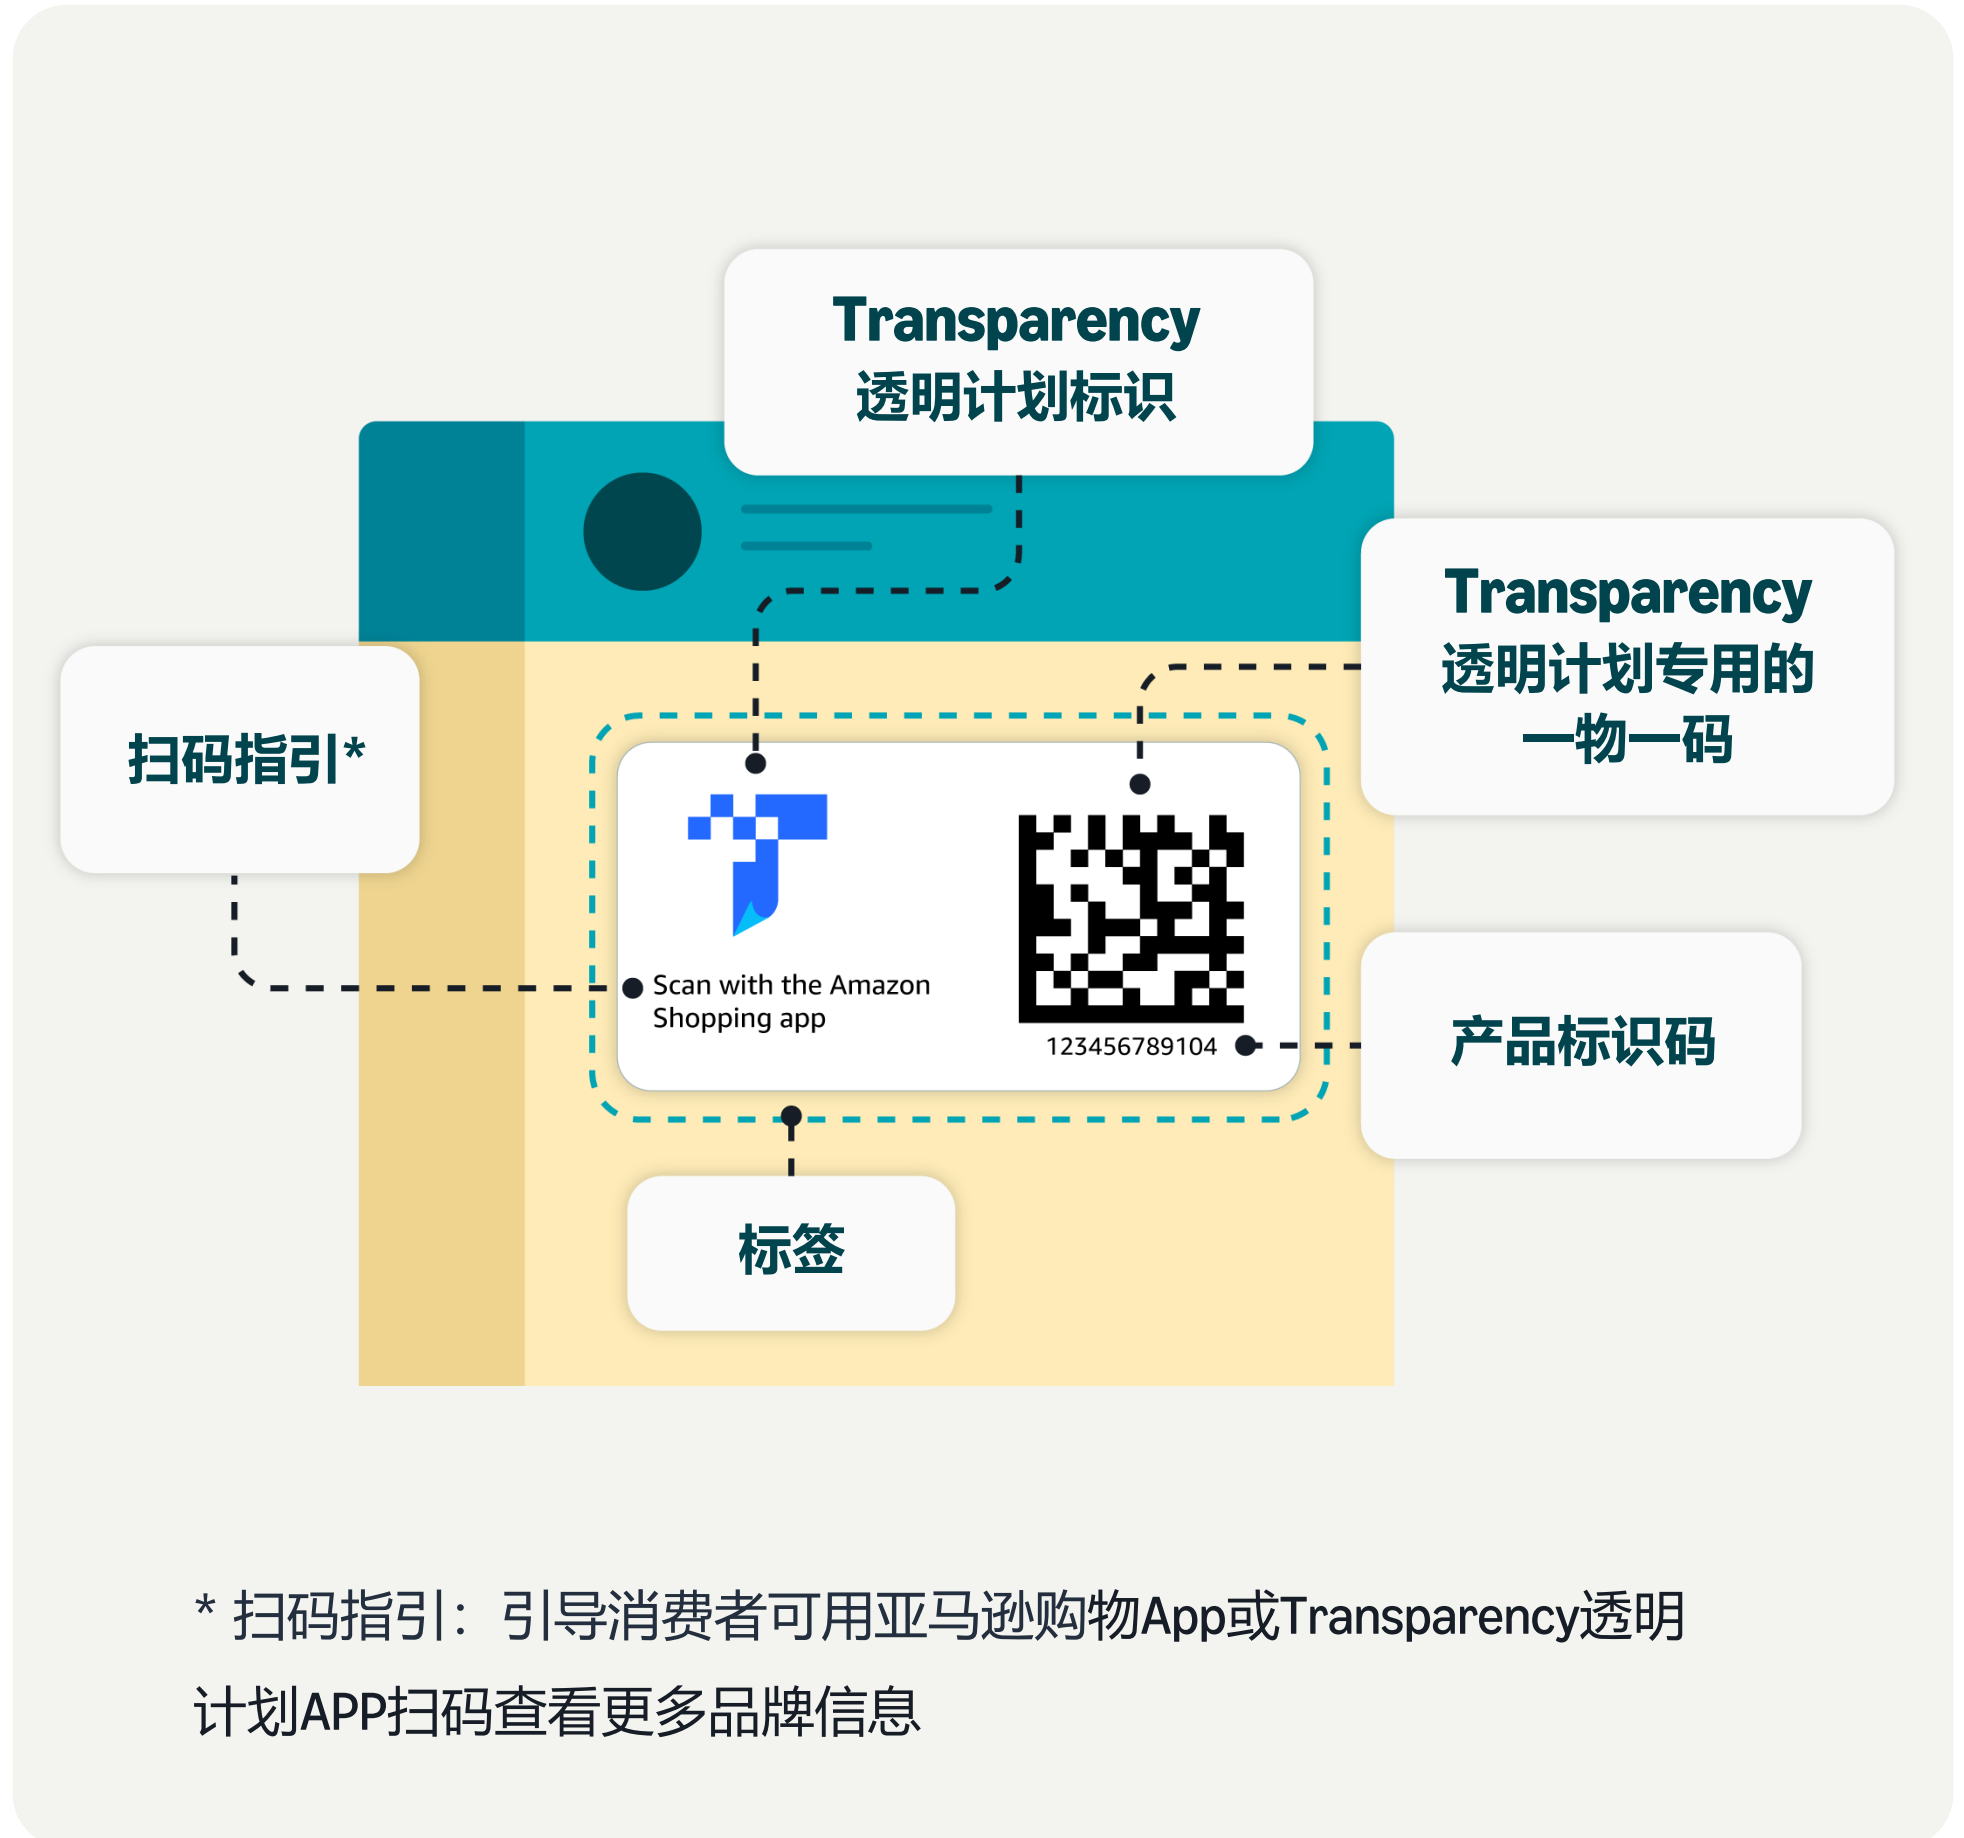 Transparency
透明计划标识
Transparency
透明计划专用的
一物一码
扫码指引*
Scan with the Amazon
Shopping app
123456789104
产品标识码
标签
* 扫码指引：引导消费者可用亚马逊购物App或Transparency透明
计划APP扫码查看更多品牌信息